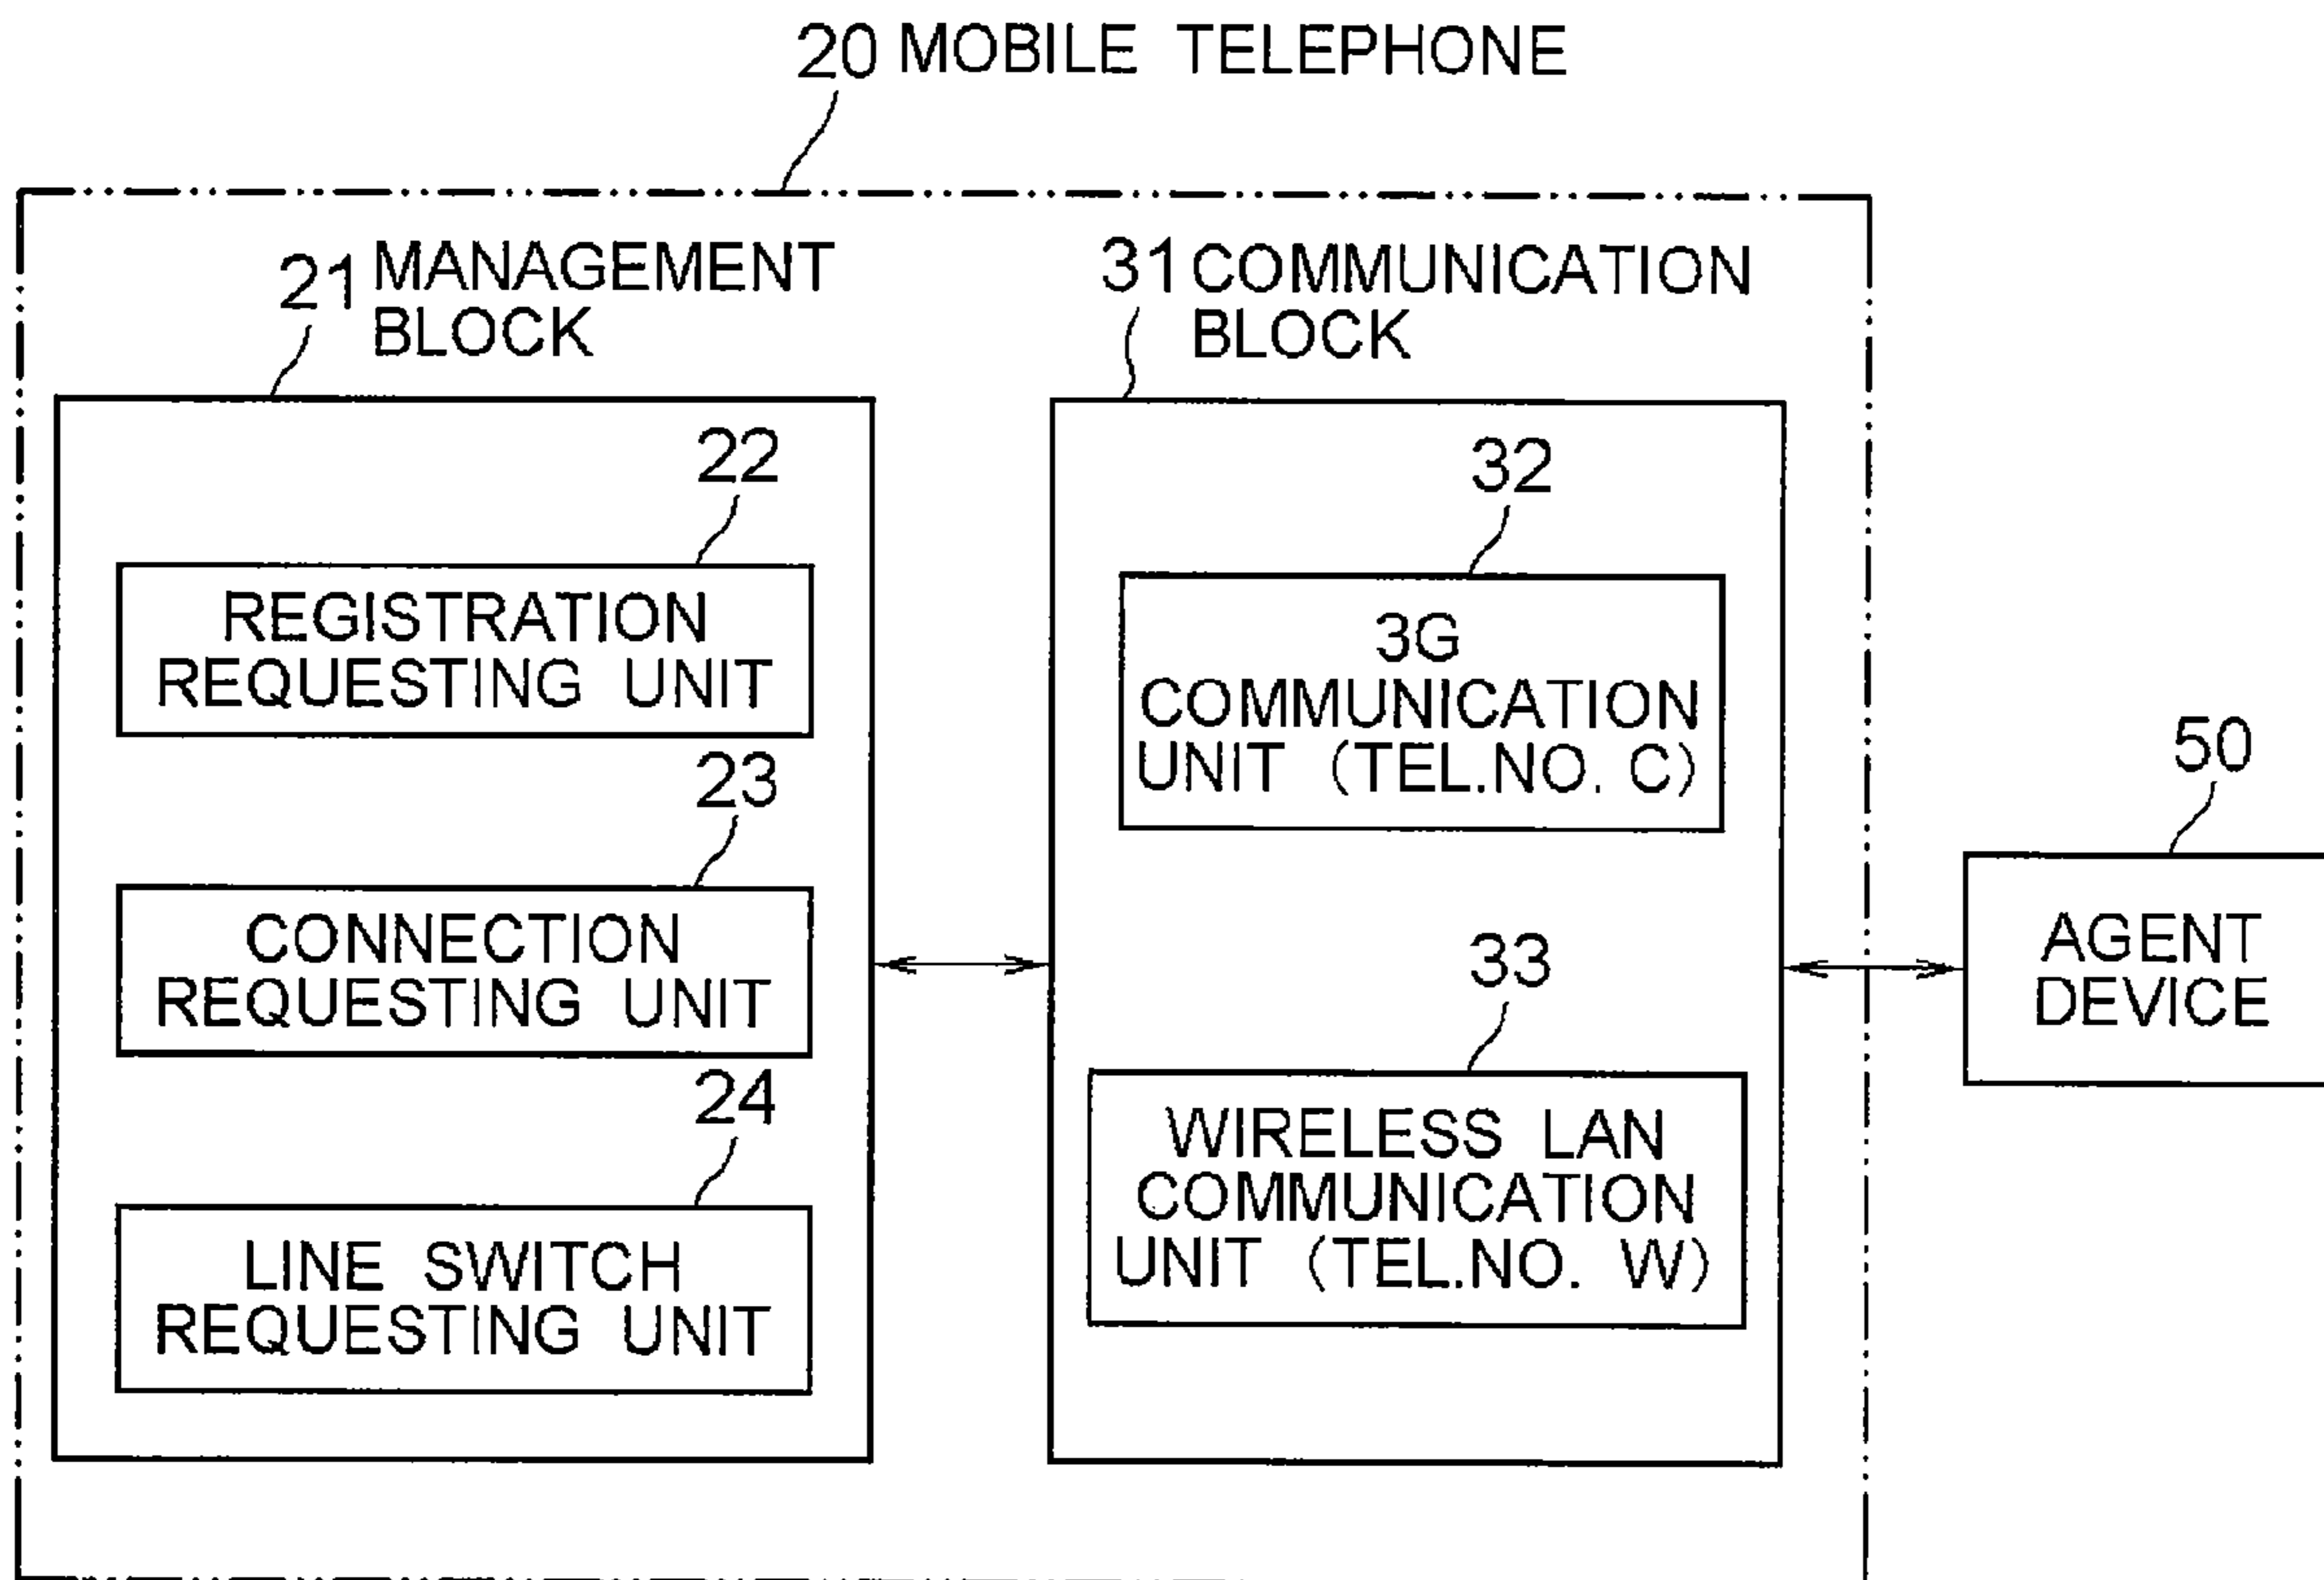 20 MOBILE TELEPHONE
21 MANAGEMENT
BLOCK
31 COMMUNICATION
BLOCK
22
REGISTRATION
REQUESTING UNIT
23
CONNECTION
REQUESTING UNIT
24
LINE SWITCH
REQUESTING UNIT
32
3G
COMMUNICATION
UNIT (TEL.NO. C)
33
WIRELESS LAN
COMMUNICATION
UNIT (TEL.NO. W)
50
AGENT
DEVICE